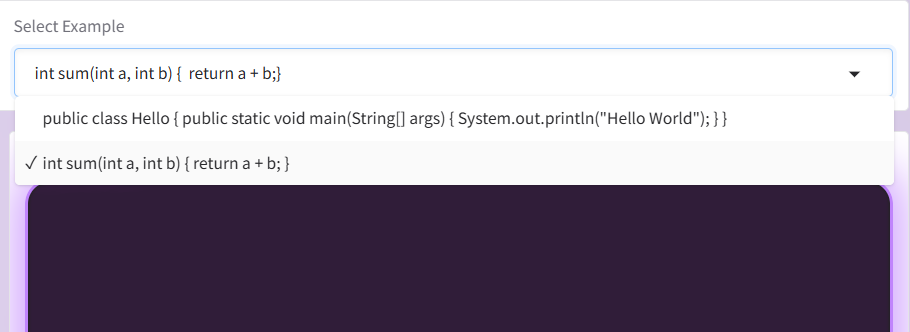 Select Example
int sum(int a, int b) {  return a + b;}
public class Hello { public static void main(String[] args) { System.out.println("Hello World"); } }
✓ int sum(int a, int b) { return a + b; }